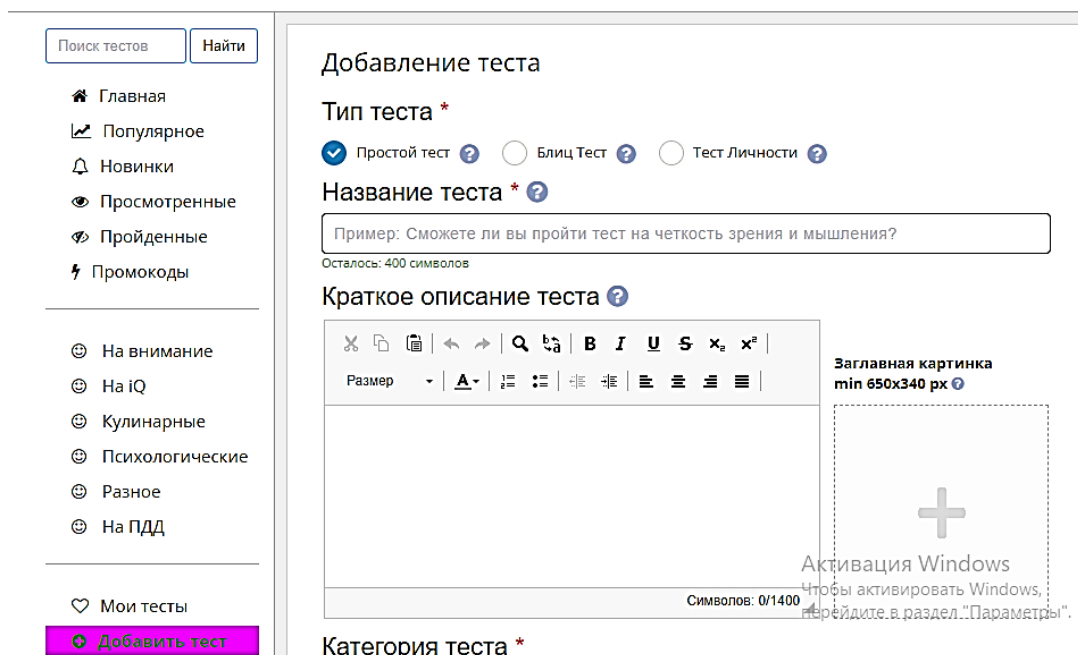 Поиск тестов
Найти
Главная
Популярное
Новинки
Просмотренные
Пройденные
Промокоды
На внимание
На iQ
Кулинарные
Психологические
Разное
На ПДД
Мои тесты
Добавить тест
Добавление теста
Тип теста *
Простой тест ? Блиц Тест ? Тест Личности ?
Название теста * ?
Пример: Сможете ли вы пройти тест на четкость зрения и мышления?
Осталось: 400 символов
Краткое описание теста ?
B I U S x₂ x²
Размер A
Символов: 0/1400
Заглавная картинка
min 650x340 px ?
Активация Windows
Чтобы активировать Windows,
перейдите в раздел "Параметры".
Категория теста *